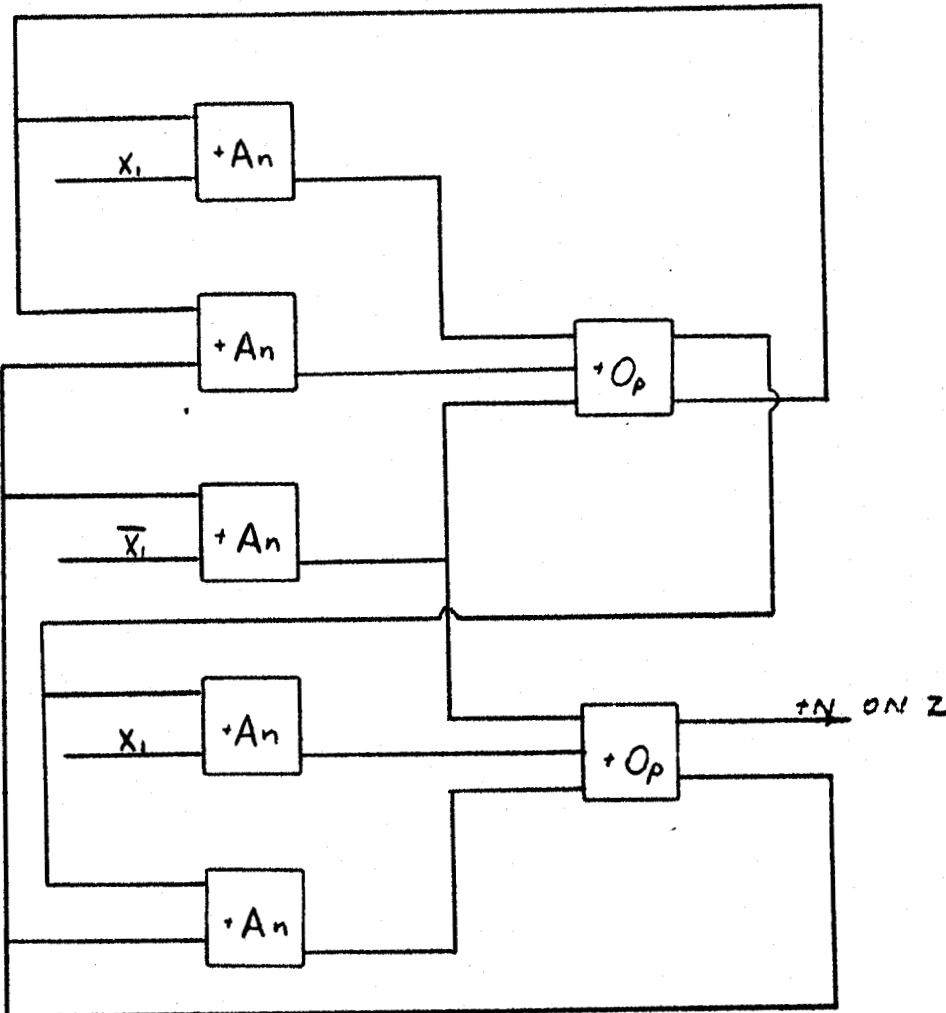 +An
X₁
+An
+Op
+An
X̅₁
+An
X₁
+Op
+N ON Z
+An